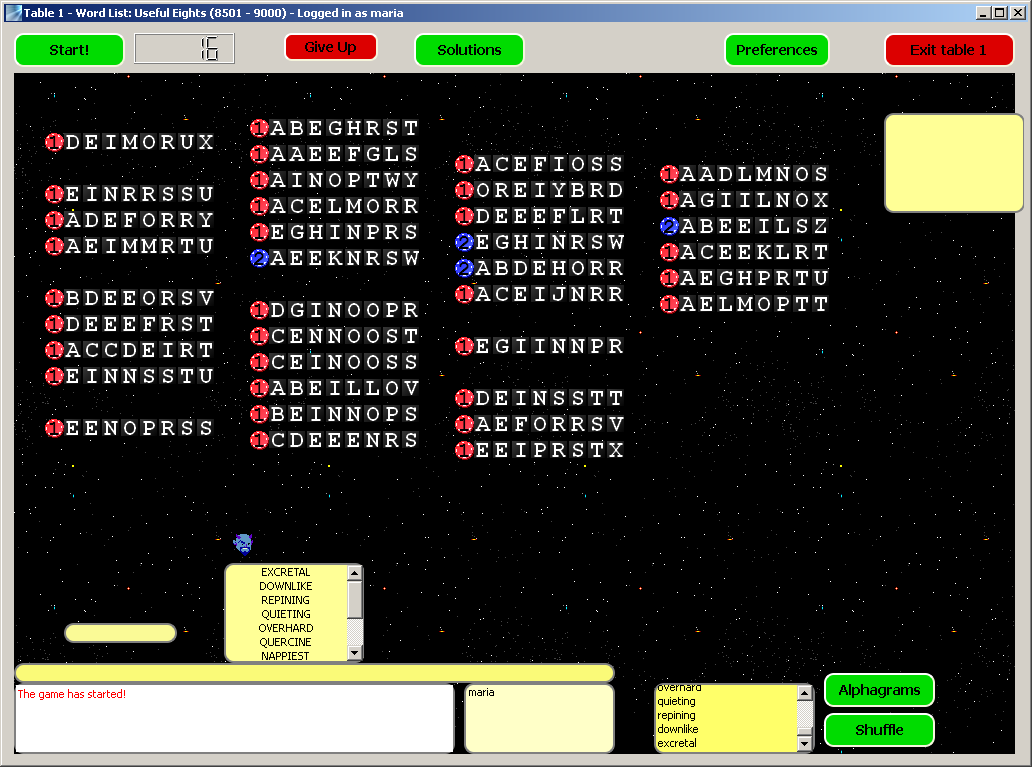 Table 1 - Word List: Useful Eights (8501 - 9000) - Logged in as maria
Start!
16
Give Up
Solutions
Preferences
Exit table 1
1 DEIMORUX
1 EINRRSSU
1 ADEFORRY
1 AEIMMRTU
1 BDEEORSV
1 DEEEFRST
1 ACCDEIRT
1 EINNSSTU
1 EENOPRSS
1 ABEGHRST
1 AAEEFGLS
1 AINOPTWY
1 ACELMORR
1 EGHINPRS
2 AEEKNRSW
1 DGINOOPR
1 CENNOOST
1 CEINOOSS
1 ABEILLOV
1 BEINNOPS
1 CDEEENRS
1 ACEFIOSS
1 OREIYBRD
1 DEEEFLRT
2 EGHINRSW
2 ABDEHORR
1 ACEIJNRR
1 EGIINNPR
1 DEINSSTT
1 AEFORRSV
1 EEIPRSTX
1 AADLMNOS
1 AGIILNOX
2 ABEEILSZ
1 ACEEKLRT
1 AEGHPRTU
1 AELMOPTT
EXCRETAL
DOWNLIKE
REPINING
QUIETING
OVERHARD
QUERCINE
NAPPIEST
The game has started!
maria
overhard
quieting
repining
downlike
excretal
Alphagrams
Shuffle